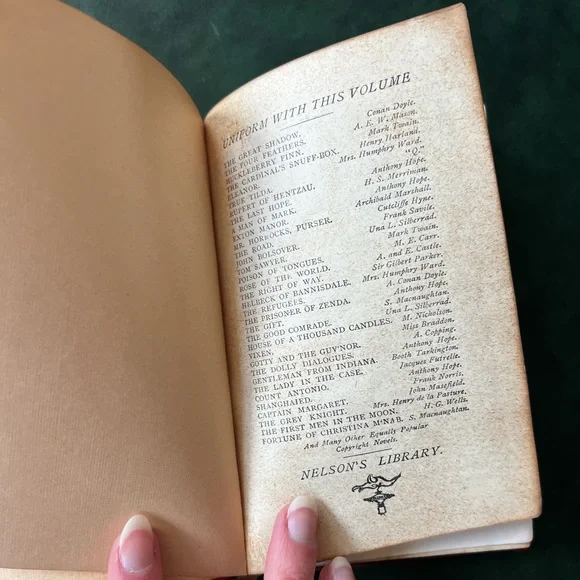 UNIFORM WITH THIS VOLUME
THE GREAT SHADOW. Conan Doyle.
THE FOUR FEATHERS. A. E. W. Mason.
HUCKLEBERRY FINN. Mark Twain.
THE CARDINAL'S SNUFF-BOX. Henry Harland.
ELEANOR. Mrs. Humphry Ward.
TRUE TILDA. "Q."
RUPERT OF HENTZAU. Anthony Hope.
THE LAST HOPE. H. S. Merriman.
A MAN OF MARK. Anthony Hope.
EXTON MANOR. Archibald Marshall.
MR. HORROCKS, PURSER. Cutcliffe Hyne.
THE ROAD. Frank Savile.
JOHN BOLSOVER. Una L. Silberrad.
TOM SAWYER. Mark Twain.
POISON OF TONGUES. M. E. Carr.
ROSE OF THE WORLD. A. and E. Castle.
THE RIGHT OF WAY. Sir Gilbert Parker.
HELBECK OF BANNISDALE. Mrs. Humphry Ward.
THE REFUGEES. A. Conan Doyle.
THE PRISONER OF ZENDA. Anthony Hope.
THE GIFT. S. Macnaughtan.
THE GOOD COMRADE. Una L. Silberrad.
HOUSE OF A THOUSAND CANDLES. M. Nicholson.
VIXEN. Miss Braddon.
GOTTY AND THE GUV'NOR. A. Copping.
THE DOLLY DIALOGUES. Anthony Hope.
GENTLEMAN FROM INDIANA. Booth Tarkington.
THE LADY IN THE CASE. Jacques Futrelle.
COUNT ANTONIO. Anthony Hope.
SHANGHAIED. Frank Norris.
CAPTAIN MARGARET. John Masefield.
THE GREY KNIGHT. Mrs. Henry de la Pasture.
THE FIRST MEN IN THE MOON. H. G. Wells.
FORTUNE OF CHRISTINA M'NAB. S. Macnaughtan.
And Many Other Equally Popular
Copyright Novels.
NELSON'S LIBRARY.